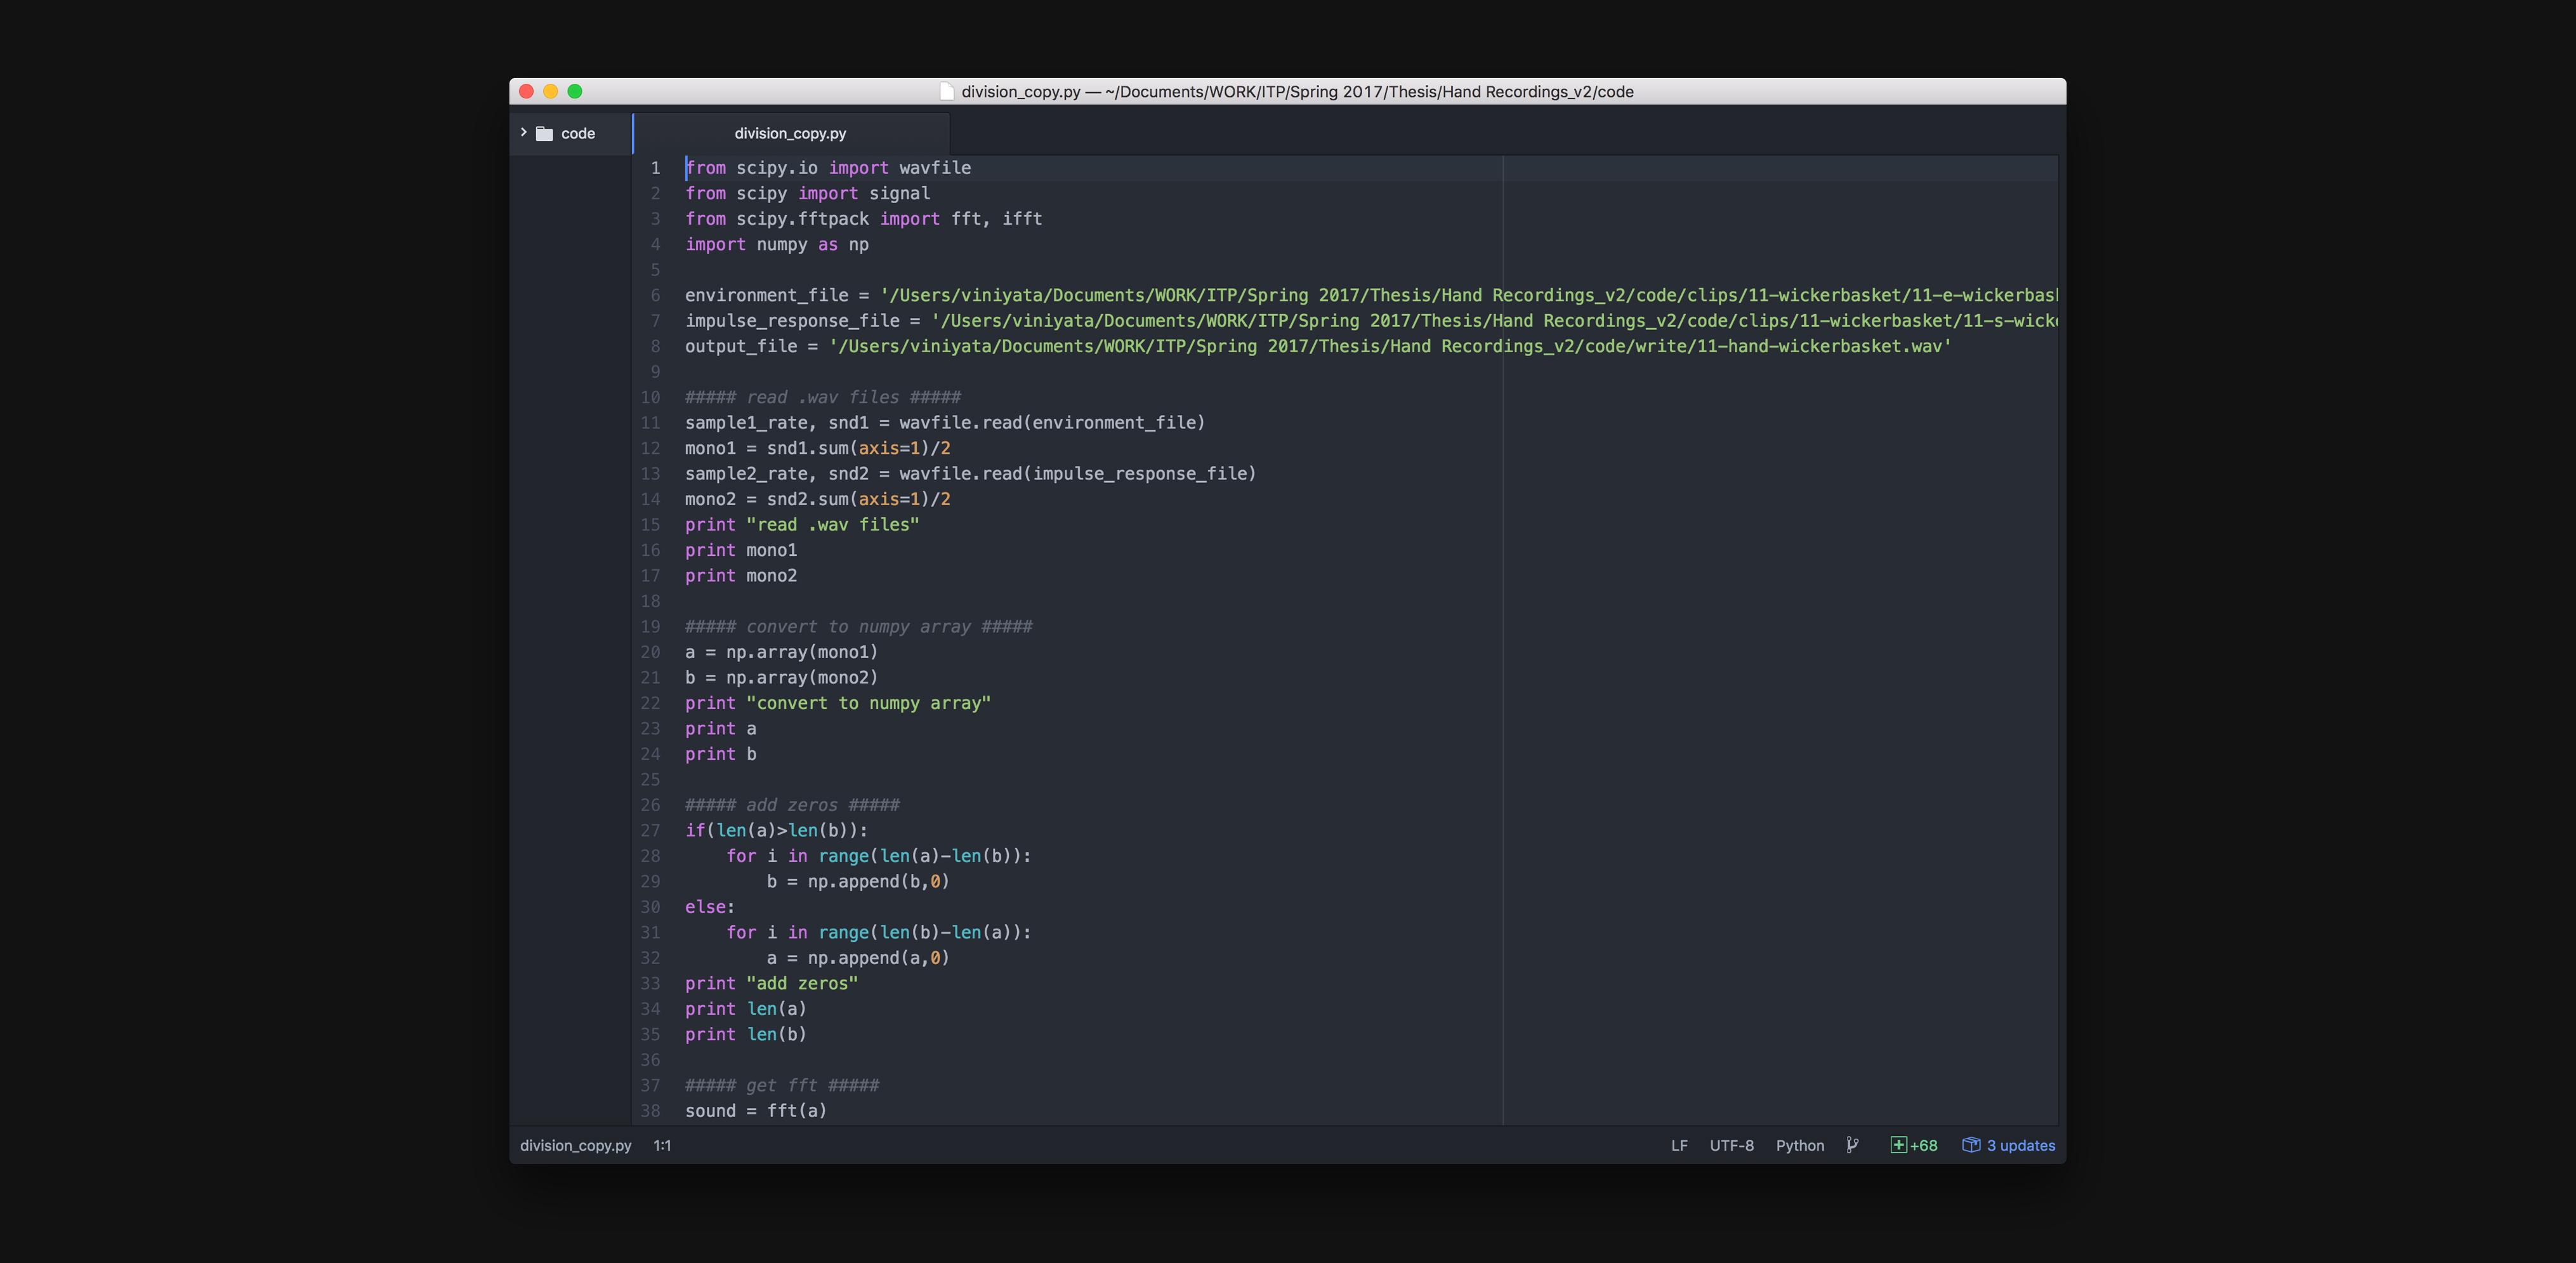 division_copy.py — ~/Documents/WORK/ITP/Spring 2017/Thesis/Hand Recordings_v2/code
code
division_copy.py
1 from scipy.io import wavfile
2 from scipy import signal
3 from scipy.fftpack import fft, ifft
4 import numpy as np
5
6 environment_file = '/Users/viniyata/Documents/WORK/ITP/Spring 2017/Thesis/Hand Recordings_v2/code/clips/11-wickerbasket/11-e-wickerbas
7 impulse_response_file = '/Users/viniyata/Documents/WORK/ITP/Spring 2017/Thesis/Hand Recordings_v2/code/clips/11-wickerbasket/11-s-wick
8 output_file = '/Users/viniyata/Documents/WORK/ITP/Spring 2017/Thesis/Hand Recordings_v2/code/write/11-hand-wickerbasket.wav'
9
10 ##### read .wav files #####
11 sample1_rate, snd1 = wavfile.read(environment_file)
12 mono1 = snd1.sum(axis=1)/2
13 sample2_rate, snd2 = wavfile.read(impulse_response_file)
14 mono2 = snd2.sum(axis=1)/2
15 print "read .wav files"
16 print mono1
17 print mono2
18
19 ##### convert to numpy array #####
20 a = np.array(mono1)
21 b = np.array(mono2)
22 print "convert to numpy array"
23 print a
24 print b
25
26 ##### add zeros #####
27 if(len(a)>len(b)):
28     for i in range(len(a)-len(b)):
29         b = np.append(b,0)
30 else:
31     for i in range(len(b)-len(a)):
32         a = np.append(a,0)
33 print "add zeros"
34 print len(a)
35 print len(b)
36
37 ##### get fft #####
38 sound = fft(a)
division_copy.py 1:1 LF UTF-8 Python +68 3 updates